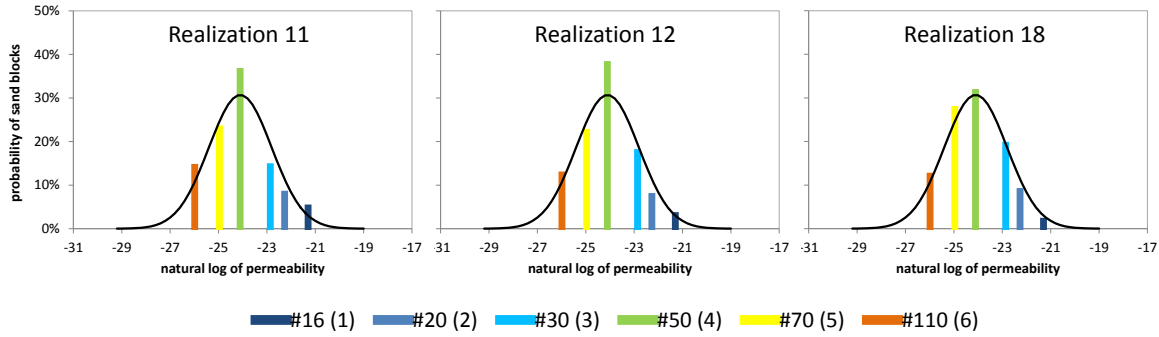 Realization 11
Realization 12
Realization 18
probability of sand blocks
50%
40%
30%
20%
10%
0%
-31 -29 -27 -25 -23 -21 -19 -17
-31 -29 -27 -25 -23 -21 -19 -17
-31 -29 -27 -25 -23 -21 -19 -17
natural log of permeability
natural log of permeability
natural log of permeability
#16 (1) #20 (2) #30 (3) #50 (4) #70 (5) #110 (6)